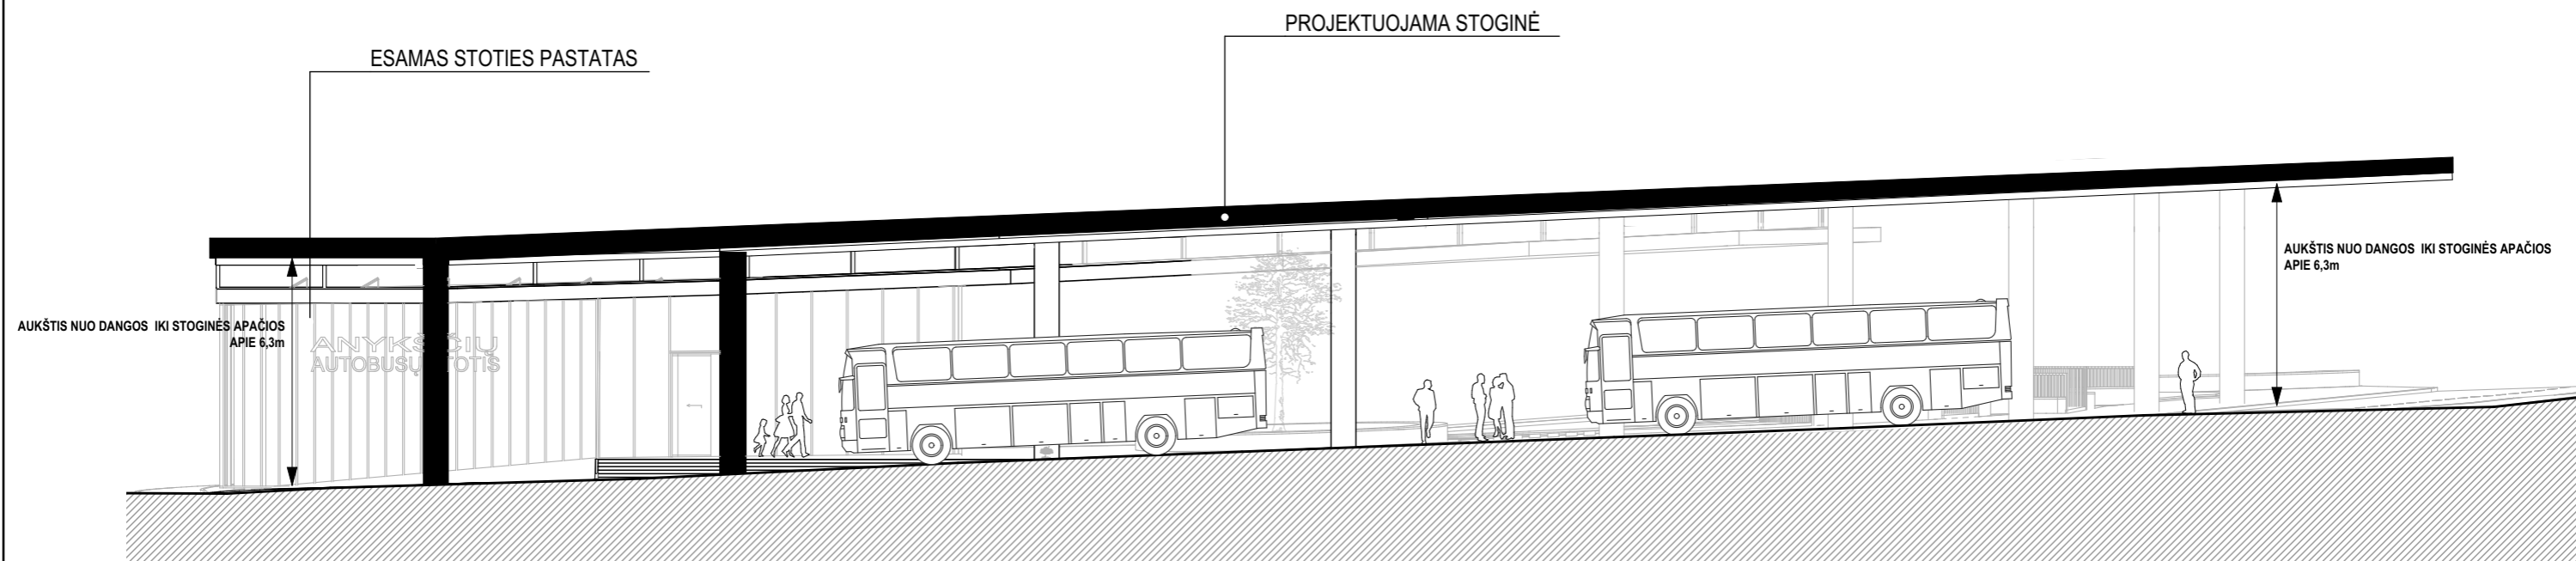 PROJEKTUOJAMA STOGINĖ
ESAMAS STOTIES PASTATAS
AUKŠTIS NUO DANGOS IKI STOGINĖS APAČIOS
APIE 6,3m
AUKŠTIS NUO DANGOS IKI STOGINĖS APAČIOS
APIE 6,3m